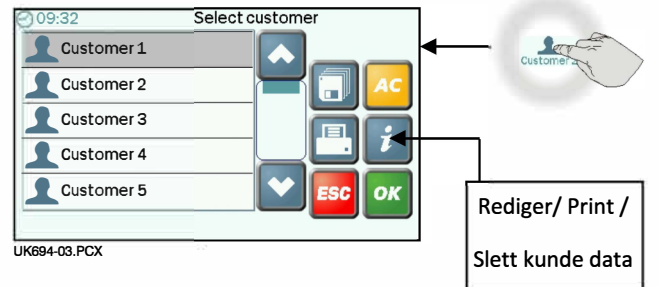 09:32 Select customer
Customer 1
Customer 2
Customer 3
Customer 4
Customer 5
AC
i
ESC
OK
UK694-03.PCX
Customer
Rediger/ Print /
Slett kunde data